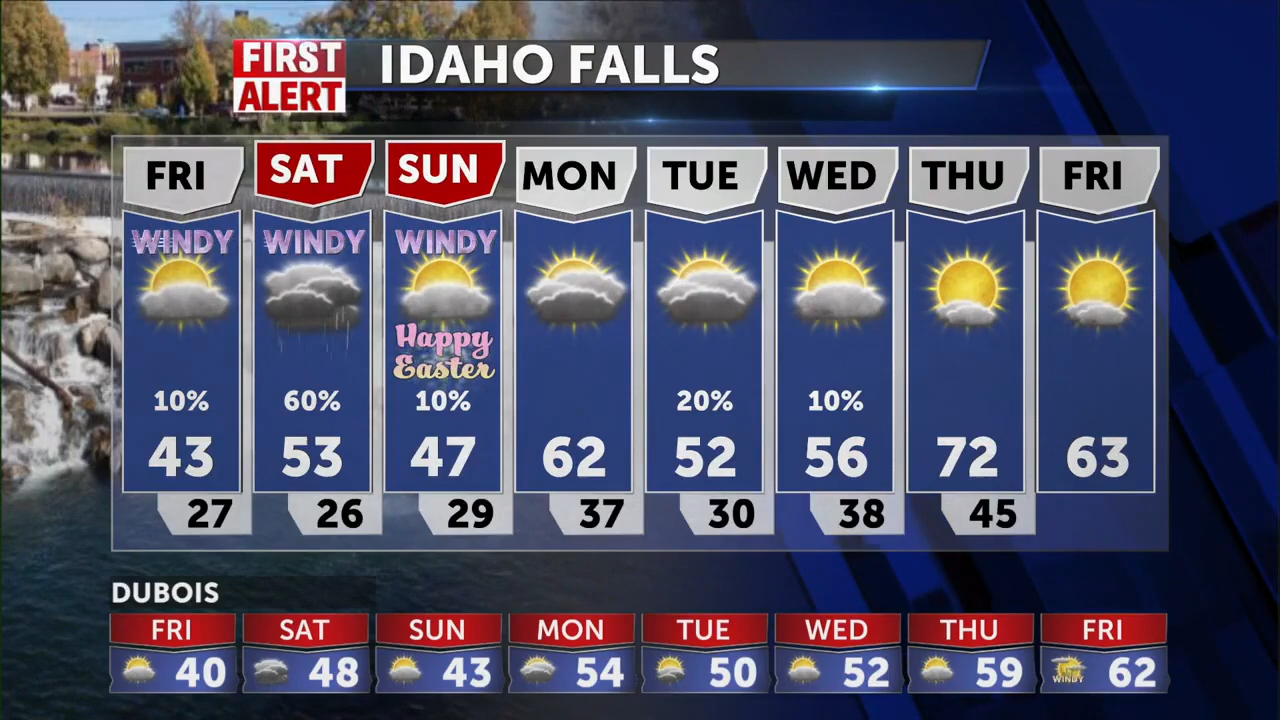 FIRST
ALERT
IDAHO FALLS
FRI SAT SUN MON TUE WED THU FRI
WINDY WINDY WINDY
Happy
Easter
10% 60% 10% 20% 10%
43 53 47 62 52 56 72 63
27 26 29 37 30 38 45
DUBOIS
FRI SAT SUN MON TUE WED THU FRI
40 48 43 54 50 52 59 62
WINDY